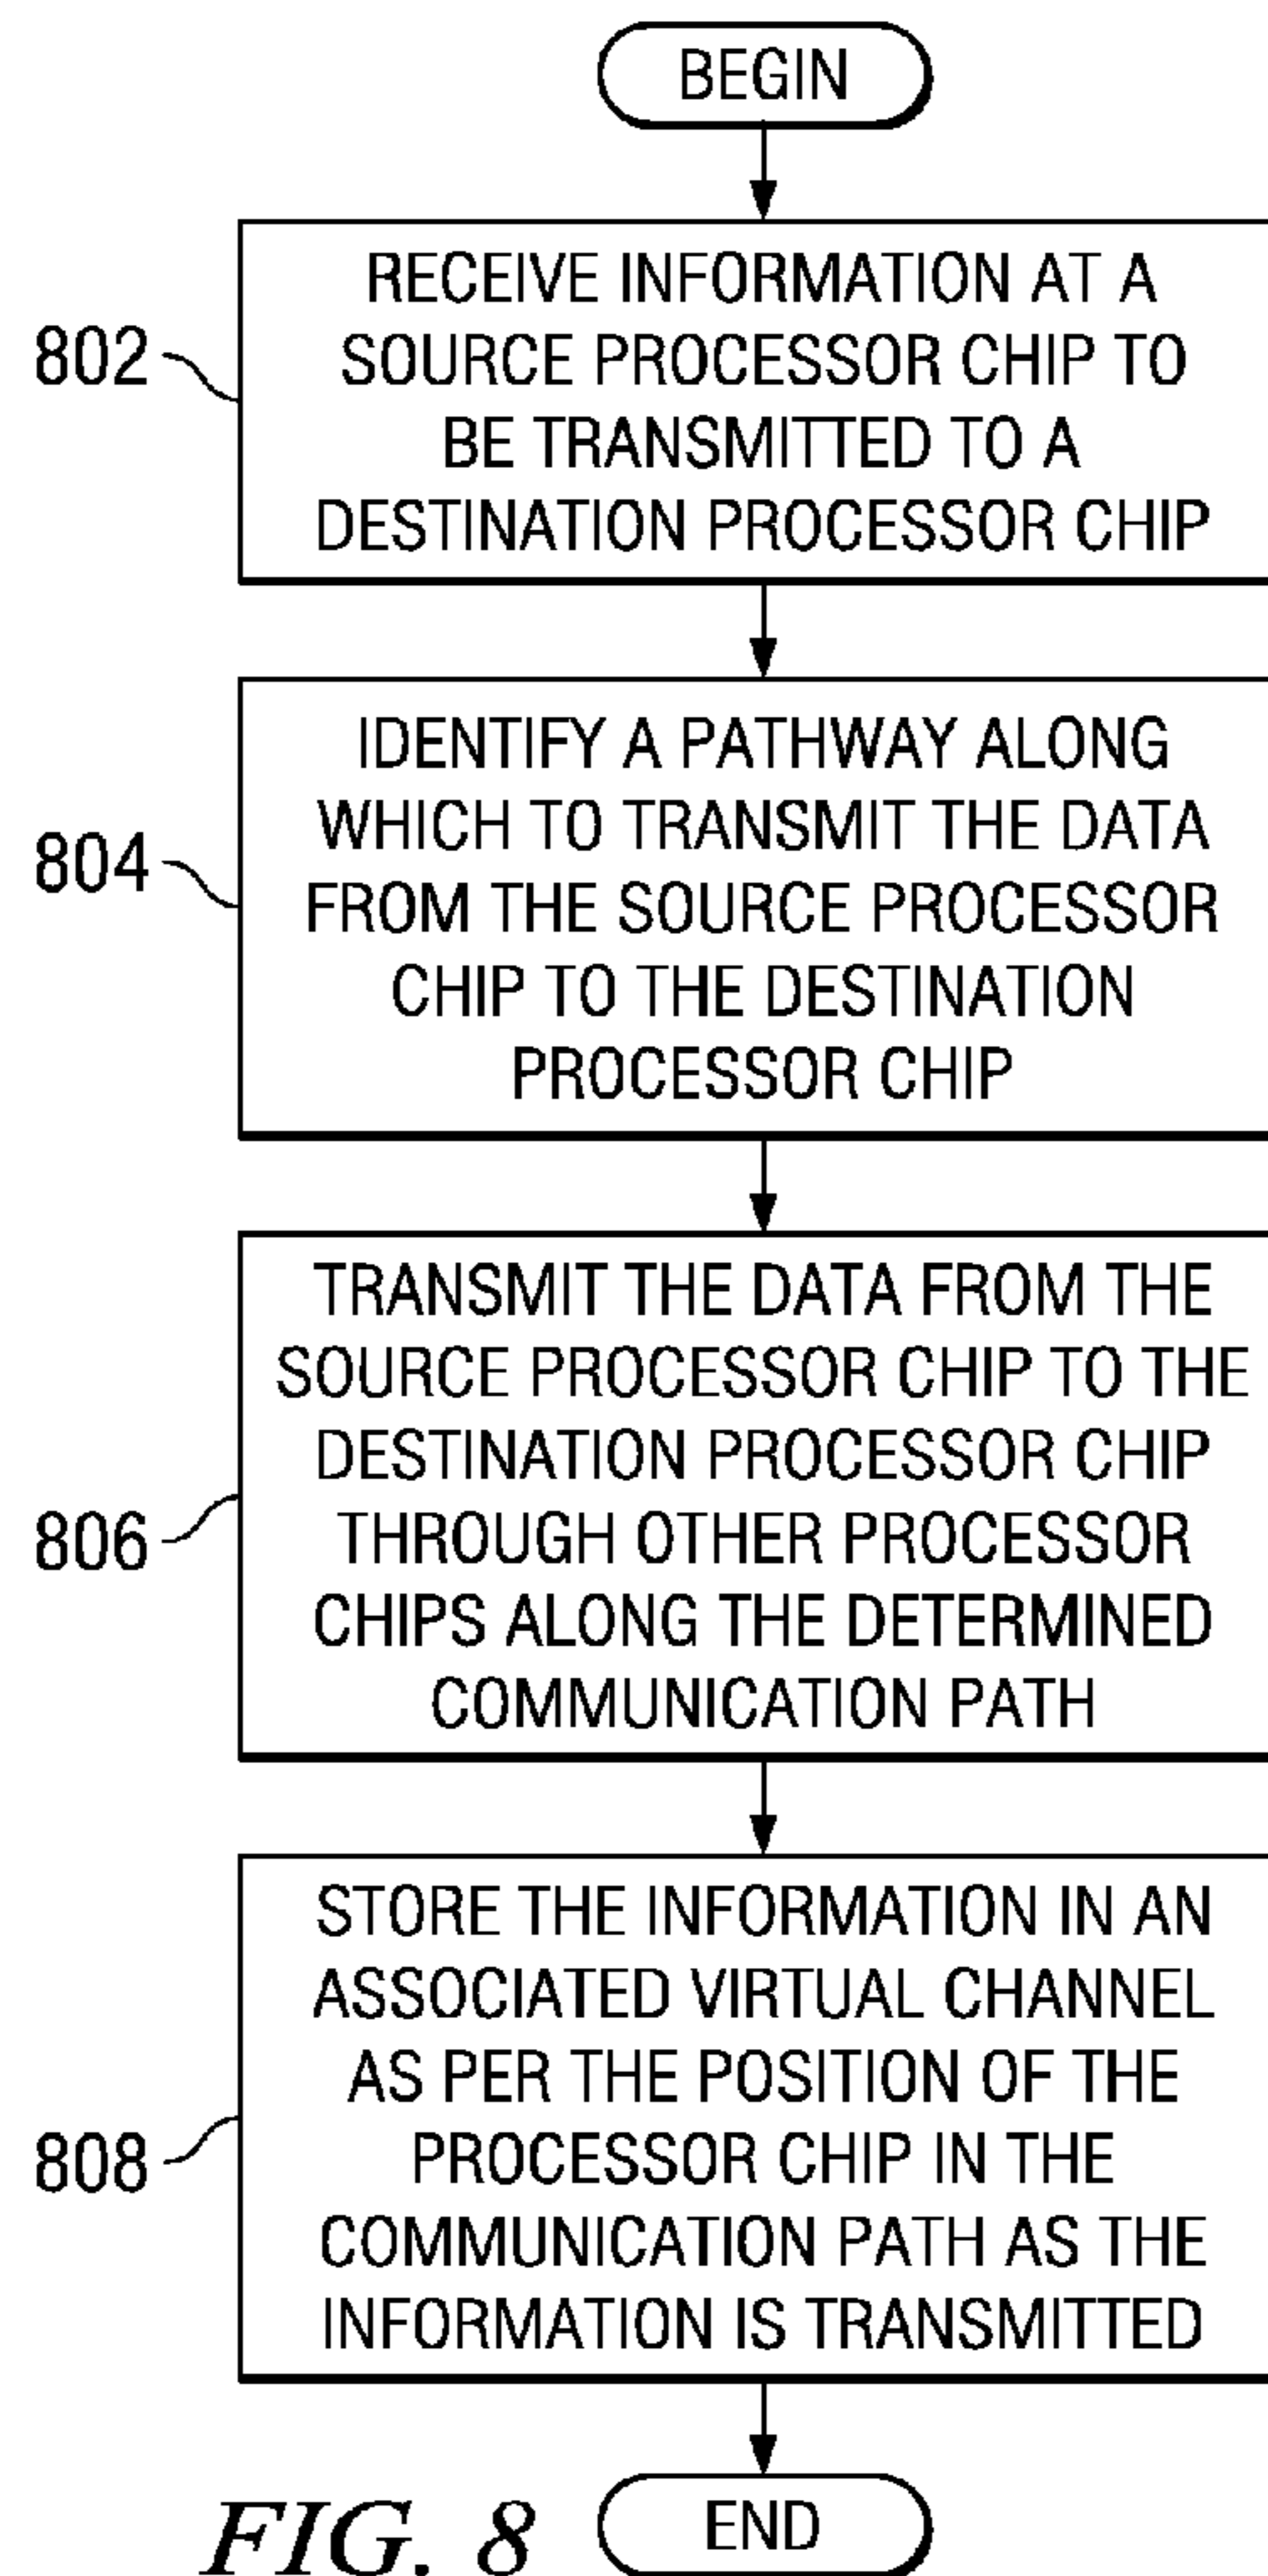 BEGIN
RECEIVE INFORMATION AT A
SOURCE PROCESSOR CHIP TO
BE TRANSMITTED TO A
DESTINATION PROCESSOR CHIP
802
IDENTIFY A PATHWAY ALONG
WHICH TO TRANSMIT THE DATA
FROM THE SOURCE PROCESSOR
CHIP TO THE DESTINATION
PROCESSOR CHIP
804
TRANSMIT THE DATA FROM THE
SOURCE PROCESSOR CHIP TO THE
DESTINATION PROCESSOR CHIP
THROUGH OTHER PROCESSOR
CHIPS ALONG THE DETERMINED
COMMUNICATION PATH
806
STORE THE INFORMATION IN AN
ASSOCIATED VIRTUAL CHANNEL
AS PER THE POSITION OF THE
PROCESSOR CHIP IN THE
COMMUNICATION PATH AS THE
INFORMATION IS TRANSMITTED
808
END
FIG. 8